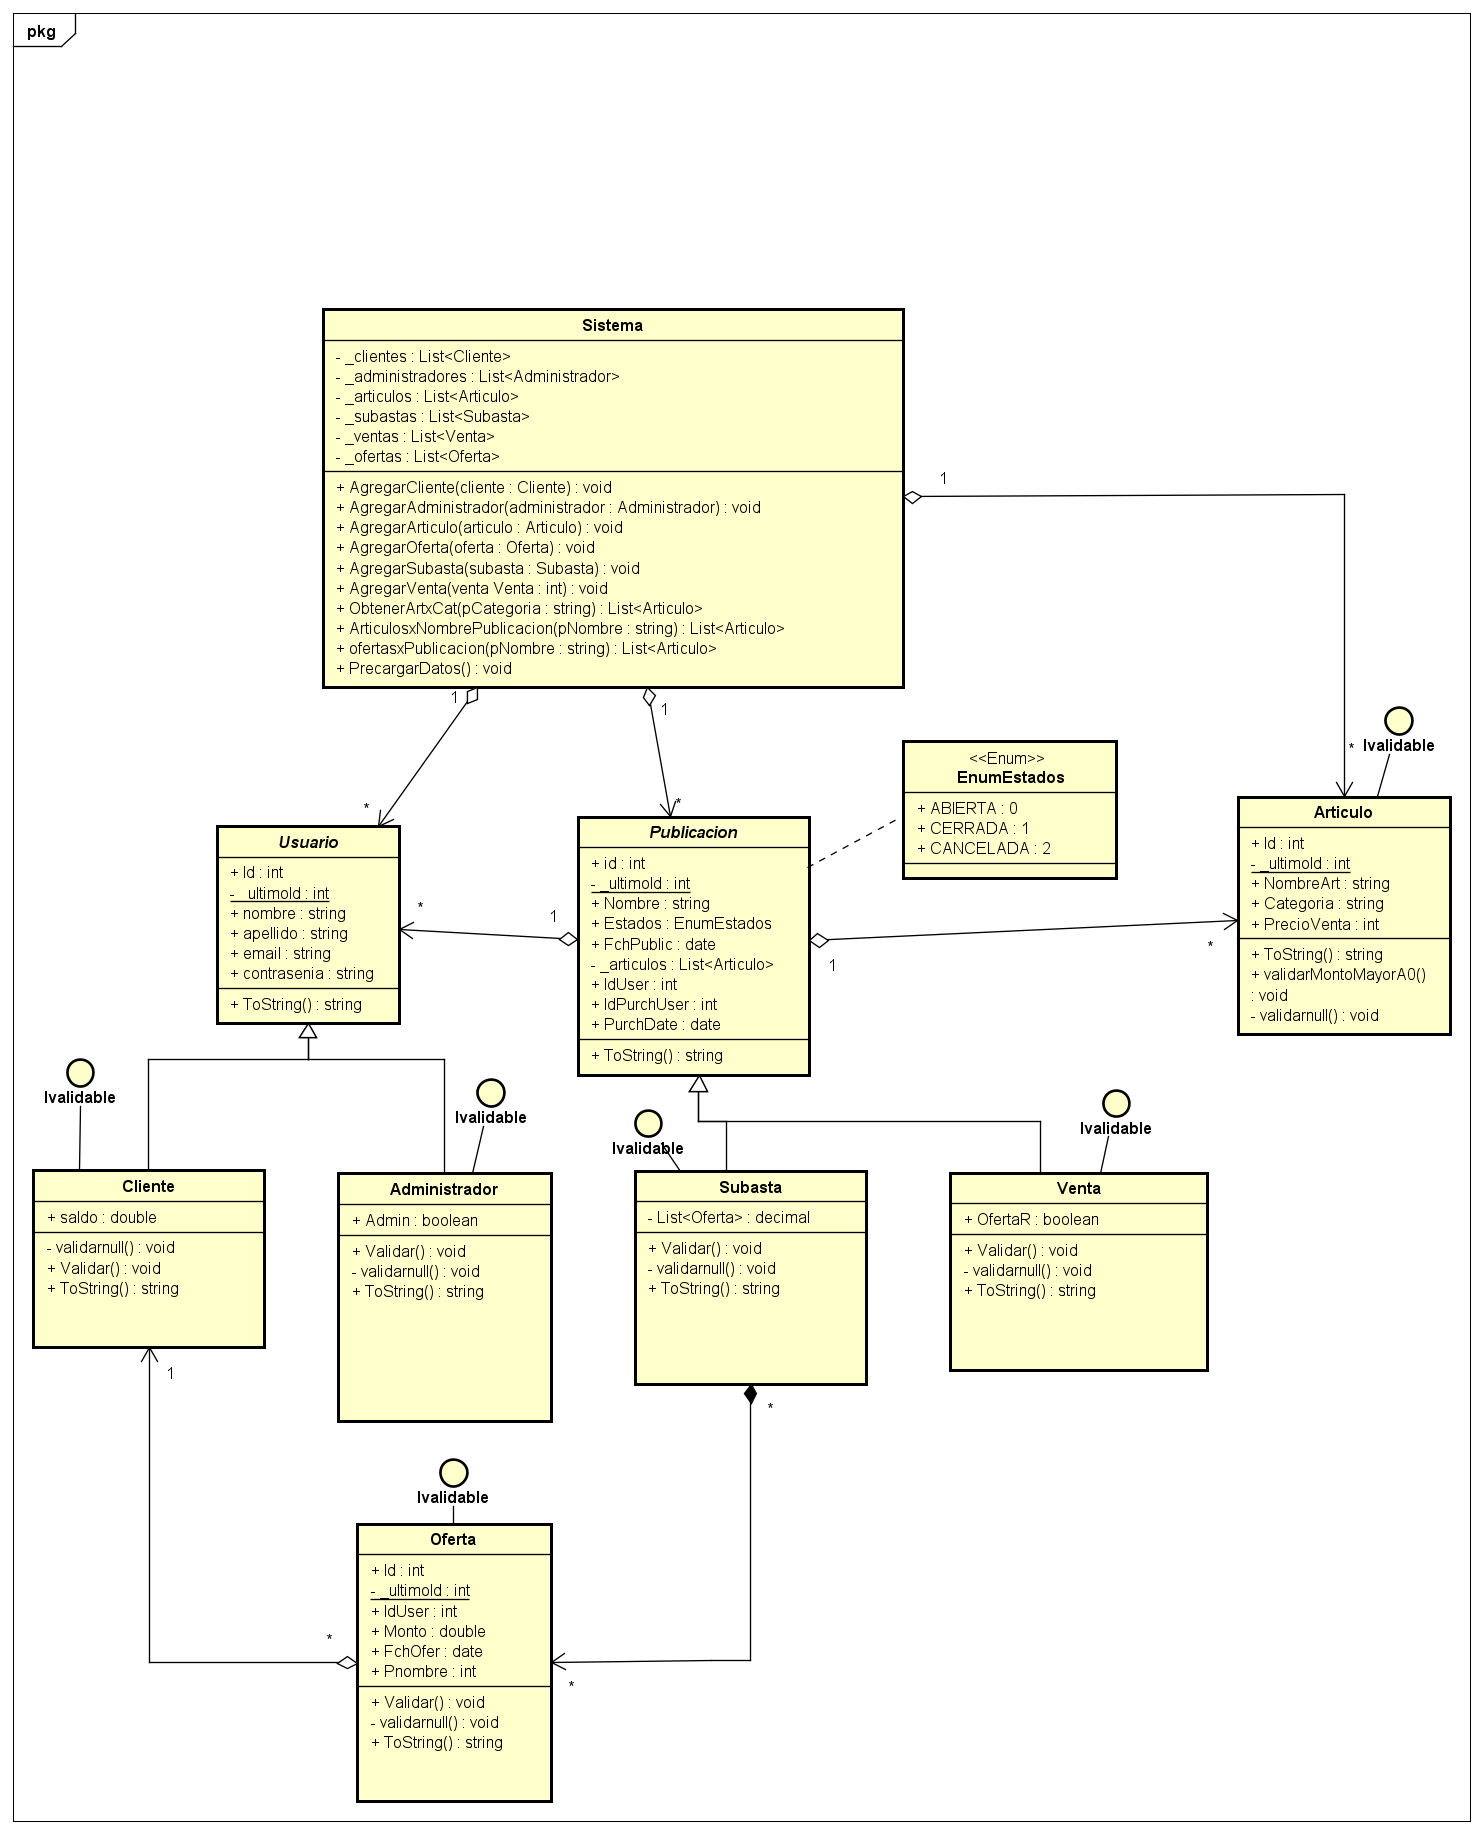 pkg
Sistema
- _clientes : List<Cliente>
- _administradores : List<Administrador>
- _articulos : List<Articulo>
- _subastas : List<Subasta>
- _ventas : List<Venta>
- _ofertas : List<Oferta>
+ AgregarCliente(cliente : Cliente) : void
+ AgregarAdministrador(administrador : Administrador) : void
+ AgregarArticulo(articulo : Articulo) : void
+ AgregarOferta(oferta : Oferta) : void
+ AgregarSubasta(subasta : Subasta) : void
+ AgregarVenta(venta Venta : int) : void
+ ObtenerArtxCat(pCategoria : string) : List<Articulo>
+ ArticulosxNombrePublicacion(pNombre : string) : List<Articulo>
+ ofertasxPublicacion(pNombre : string) : List<Articulo>
+ PrecargarDatos() : void
1
1
1
*
*
*
Ivalidable
<<Enum>>
EnumEstados
+ ABIERTA : 0
+ CERRADA : 1
+ CANCELADA : 2
Usuario
+ Id : int
- _ultimoId : int
+ nombre : string
+ apellido : string
+ email : string
+ contrasenia : string
+ ToString() : string
*
1
Publicacion
+ id : int
- _ultimoId : int
+ Nombre : string
+ Estados : EnumEstados
+ FchPublic : date
- _articulos : List<Articulo>
+ IdUser : int
+ IdPurchUser : int
+ PurchDate : date
+ ToString() : string
1
*
Articulo
+ Id : int
- _ultimoId : int
+ NombreArt : string
+ Categoria : string
+ PrecioVenta : int
+ ToString() : string
+ validarMontoMayorA0()
: void
- validarnull() : void
Ivalidable
Ivalidable
Ivalidable
Ivalidable
Cliente
+ saldo : double
- validarnull() : void
+ Validar() : void
+ ToString() : string
Administrador
+ Admin : boolean
+ Validar() : void
- validarnull() : void
+ ToString() : string
Subasta
- List<Oferta> : decimal
+ Validar() : void
- validarnull() : void
+ ToString() : string
Venta
+ OfertaR : boolean
+ Validar() : void
- validarnull() : void
+ ToString() : string
1
*
Ivalidable
Oferta
+ Id : int
- _ultimoId : int
+ IdUser : int
+ Monto : double
+ FchOfer : date
+ Pnombre : int
+ Validar() : void
- validarnull() : void
+ ToString() : string
*
*